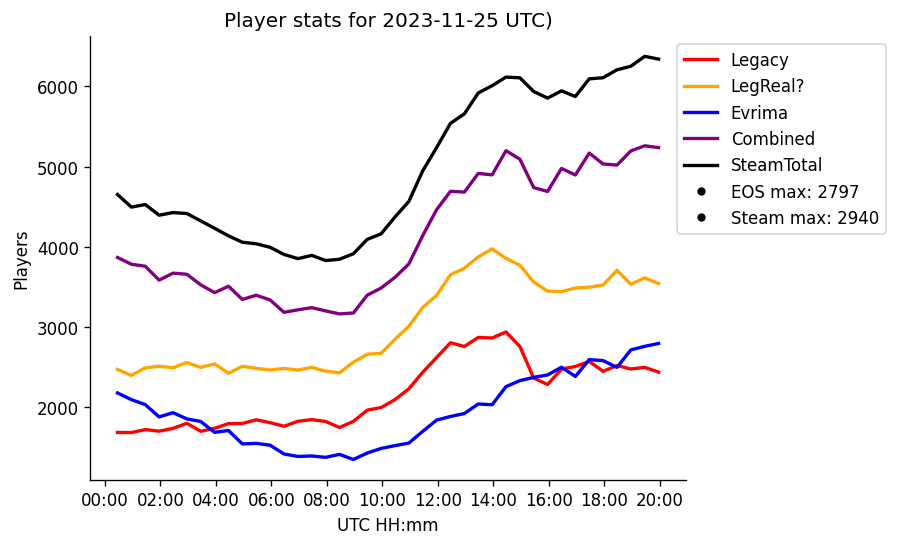 Player stats for 2023-11-25 UTC)
Legacy
LegReal?
Evrima
Combined
SteamTotal
EOS max: 2797
Steam max: 2940
Players
6000
5000
4000
3000
2000
00:00 02:00 04:00 06:00 08:00 10:00 12:00 14:00 16:00 18:00 20:00
UTC HH:mm